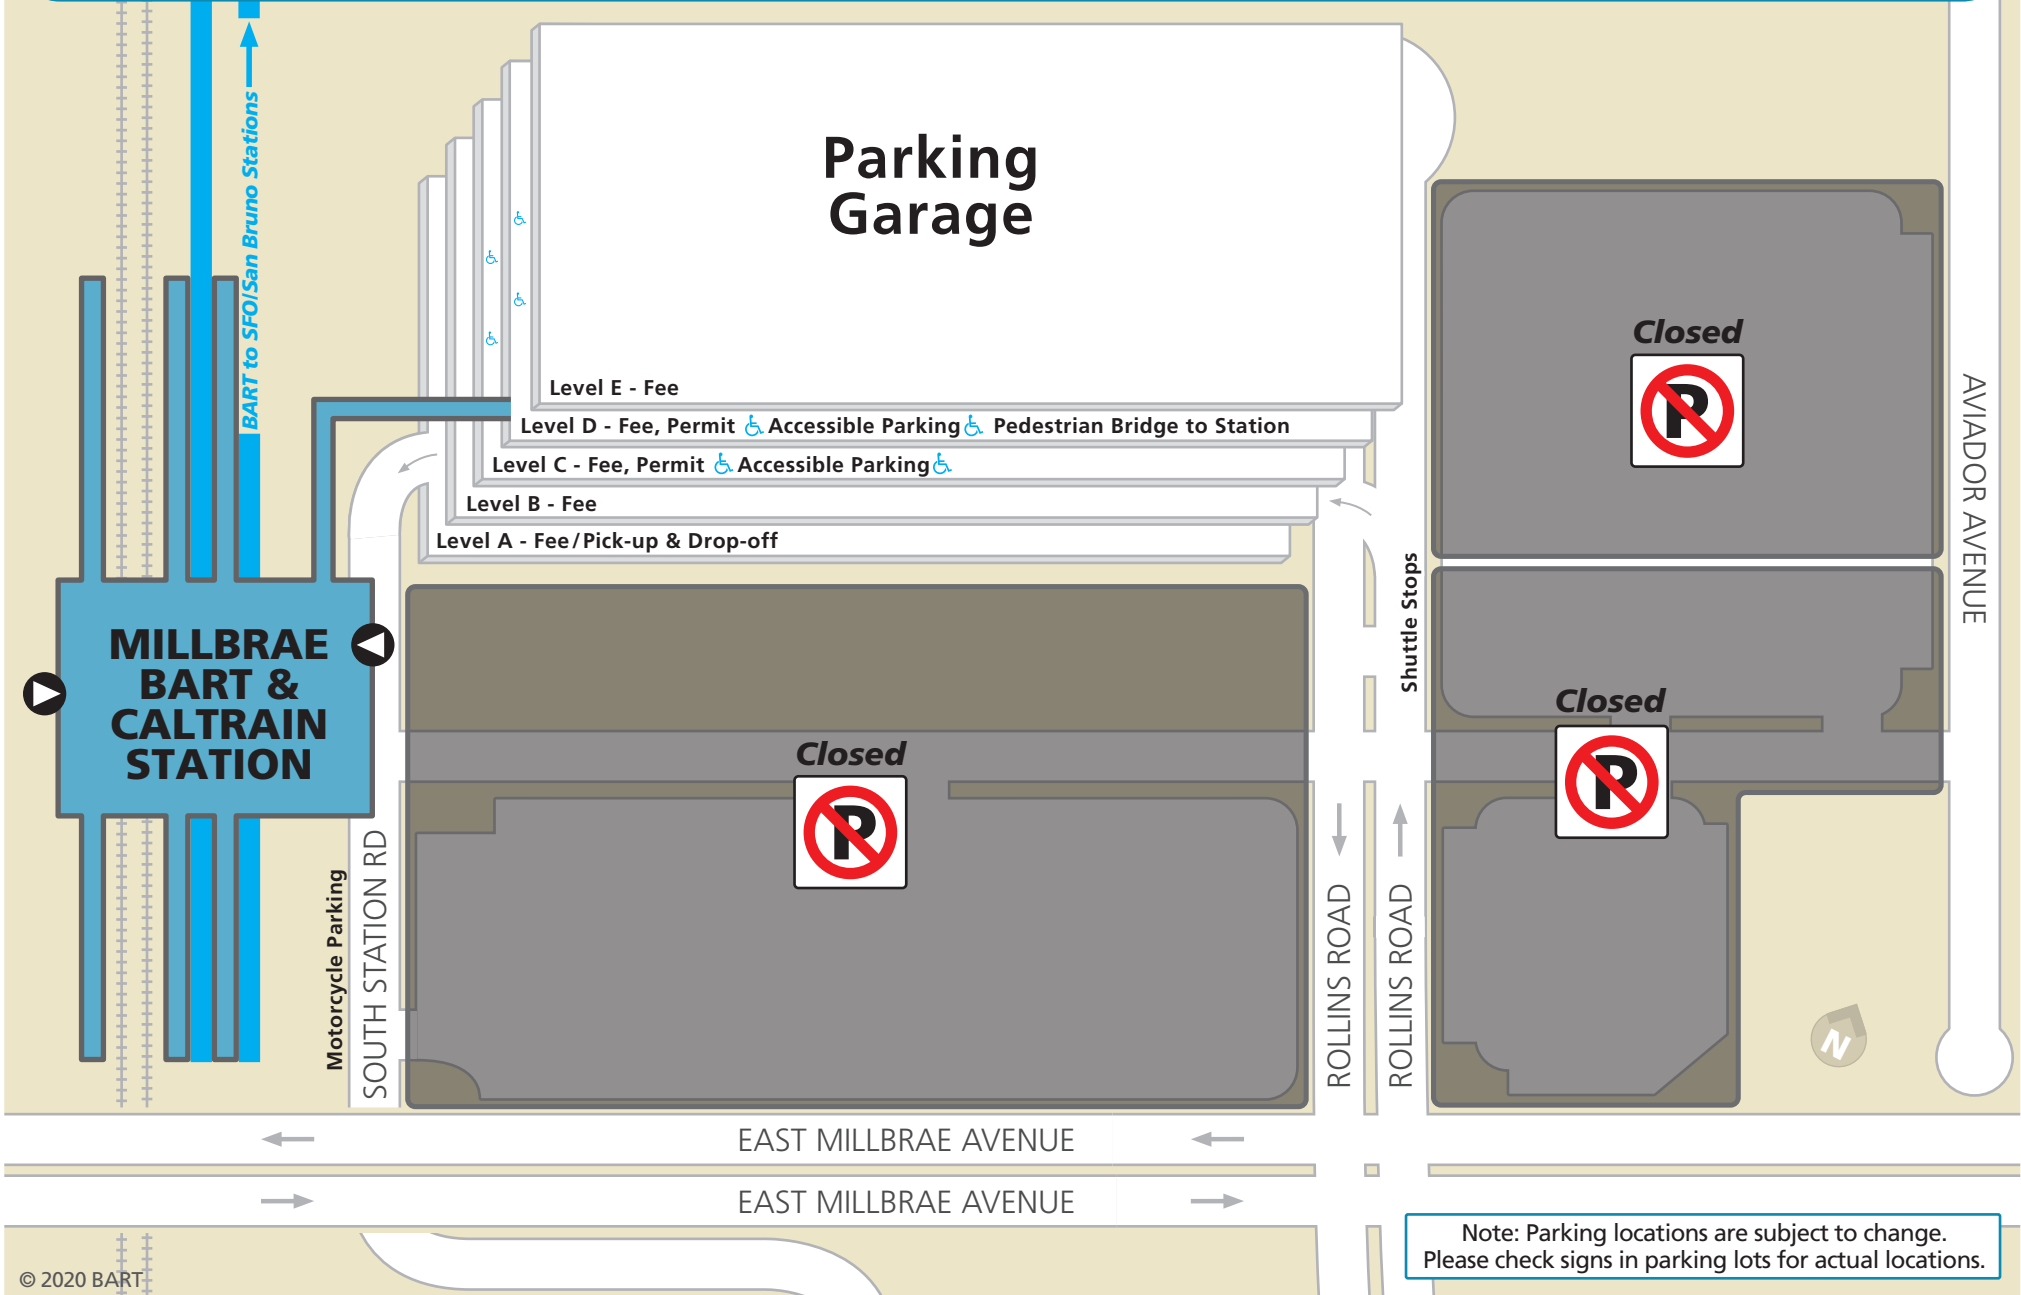 BART to SFO/San Bruno Stations
Parking
Garage
Level E - Fee
Level D - Fee, Permit Accessible Parking Pedestrian Bridge to Station
Level C - Fee, Permit Accessible Parking
Level B - Fee
Level A - Fee/Pick-up & Drop-off
Closed
P
AVIADOR AVENUE
Shuttle Stops
MILLBRAE
BART &
CALTRAIN
STATION
Closed
P
Closed
P
Motorcycle Parking
SOUTH STATION RD
ROLLINS ROAD
ROLLINS ROAD
N
EAST MILLBRAE AVENUE
EAST MILLBRAE AVENUE
Note: Parking locations are subject to change.
Please check signs in parking lots for actual locations.
© 2020 BART